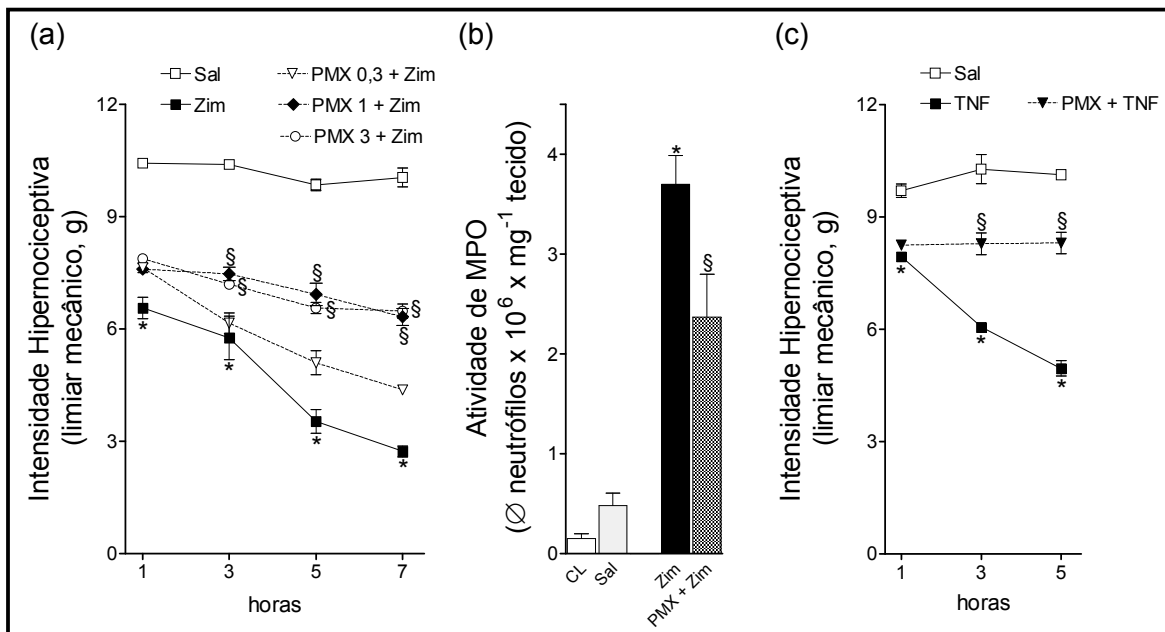 (a)
Sal
Zim
PMX 0,3 + Zim
PMX 1 + Zim
PMX 3 + Zim
Intensidade Hipernociceptiva
(limiar mecânico, g)
12
9
6
3
0
§
§
§
§
§
§
*
*
*
*
1 3 5 7
horas
(b)
Atividade de MPO
(∅ neutrófilos x 10⁶ x mg⁻¹ tecido)
4
3
2
1
0
*
§
CL
Sal
Zim
PMX + Zim
(c)
Sal
TNF
PMX + TNF
Intensidade Hipernociceptiva
(limiar mecânico, g)
12
9
6
3
0
§ §
*
*
*
1 3 5
horas